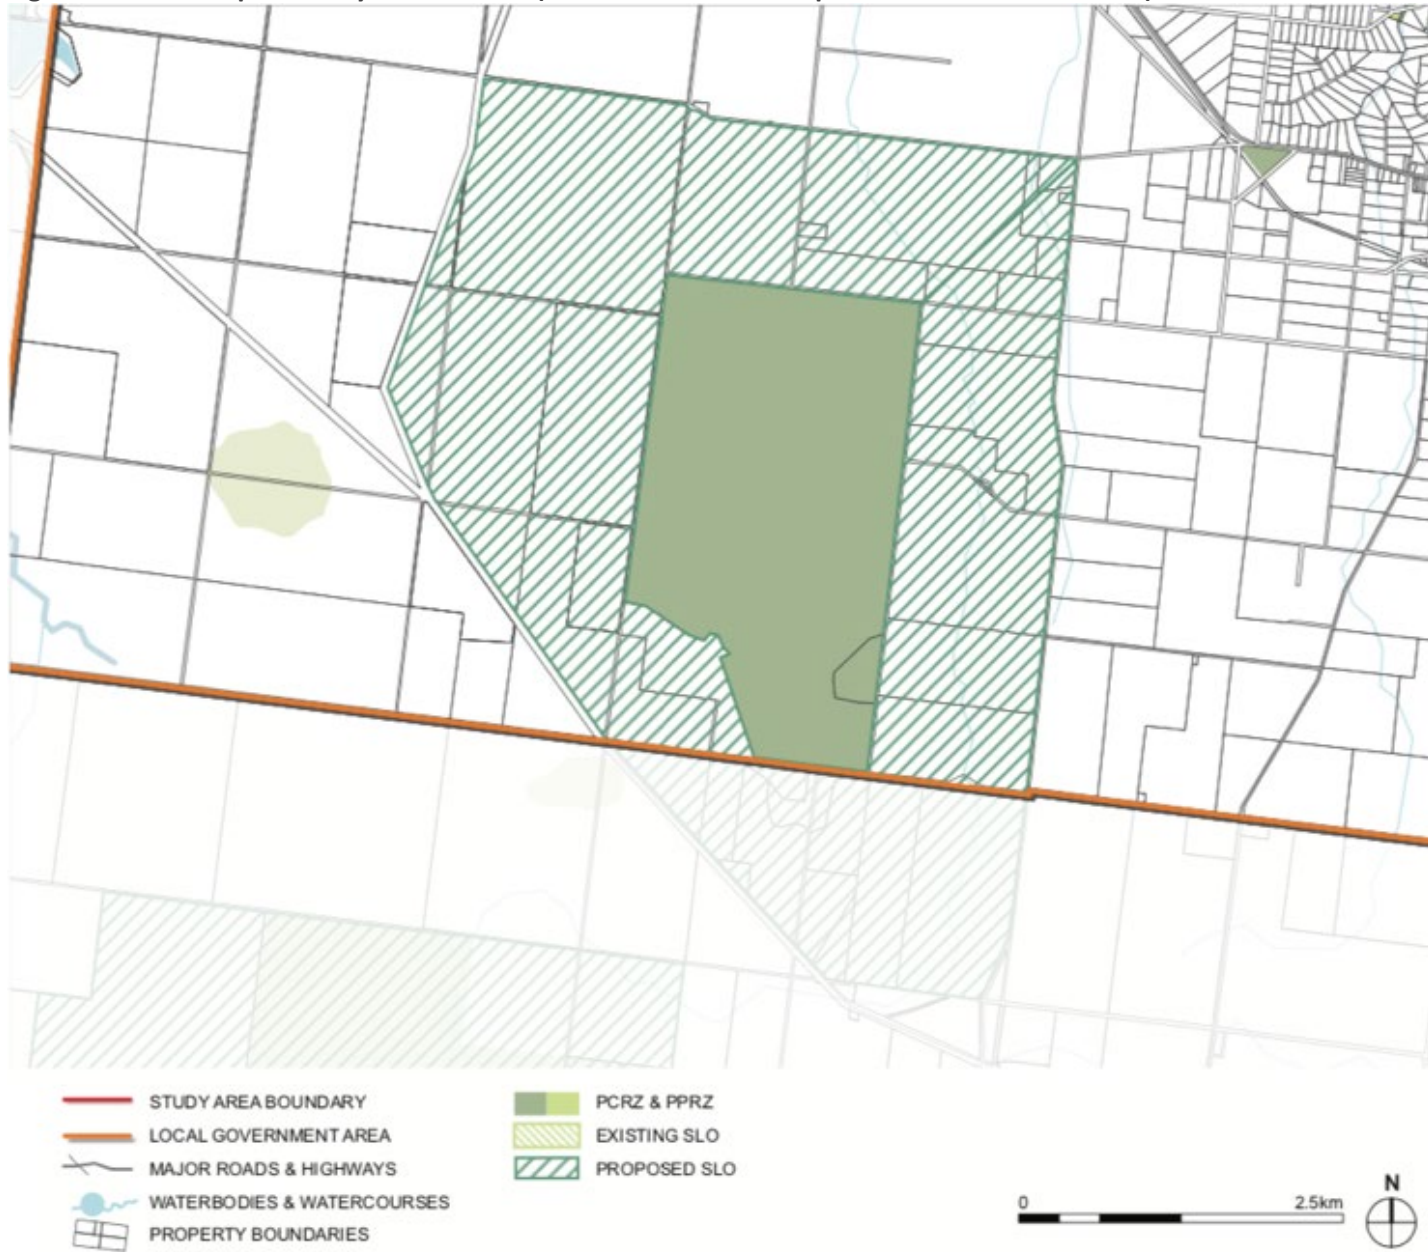 STUDY AREA BOUNDARY
LOCAL GOVERNMENT AREA
MAJOR ROADS & HIGHWAYS
WATERBODIES & WATERCOURSES
PROPERTY BOUNDARIES
PCRZ & PPRZ
EXISTING SLO
PROPOSED SLO
0 2.5km
N